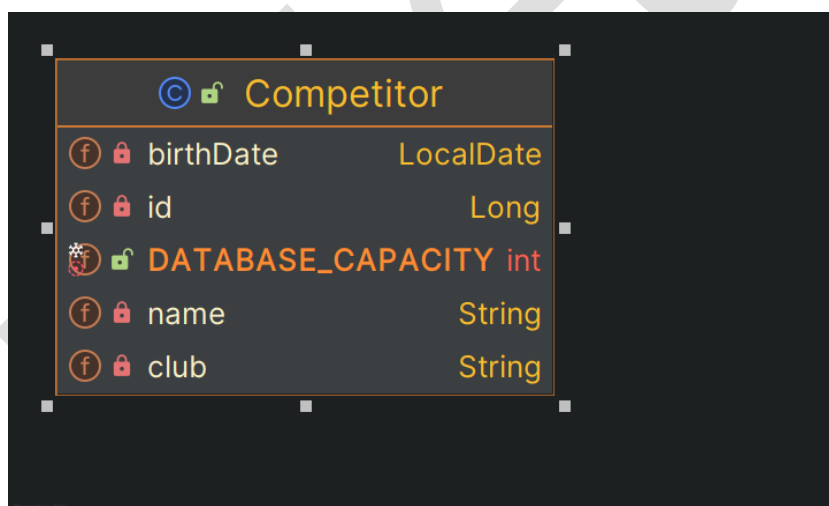 Competitor
birthDate LocalDate
id Long
DATABASE_CAPACITY int
name String
club String